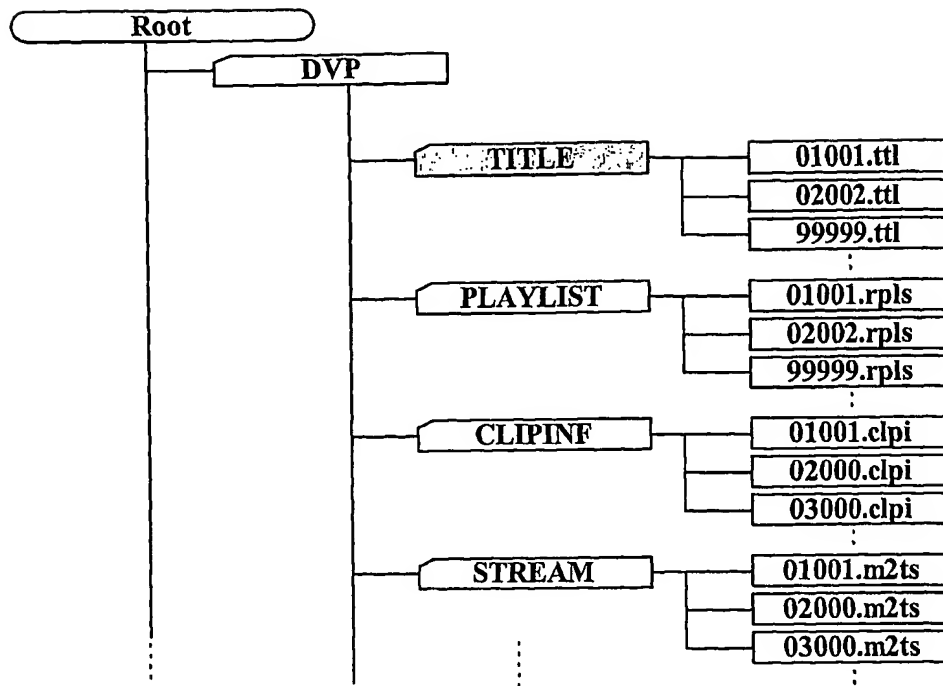 Root
DVP
TITLE
01001.ttl
02002.ttl
99999.ttl
PLAYLIST
01001.rpls
02002.rpls
99999.rpls
CLIPINF
01001.clpi
02000.clpi
03000.clpi
STREAM
01001.m2ts
02000.m2ts
03000.m2ts